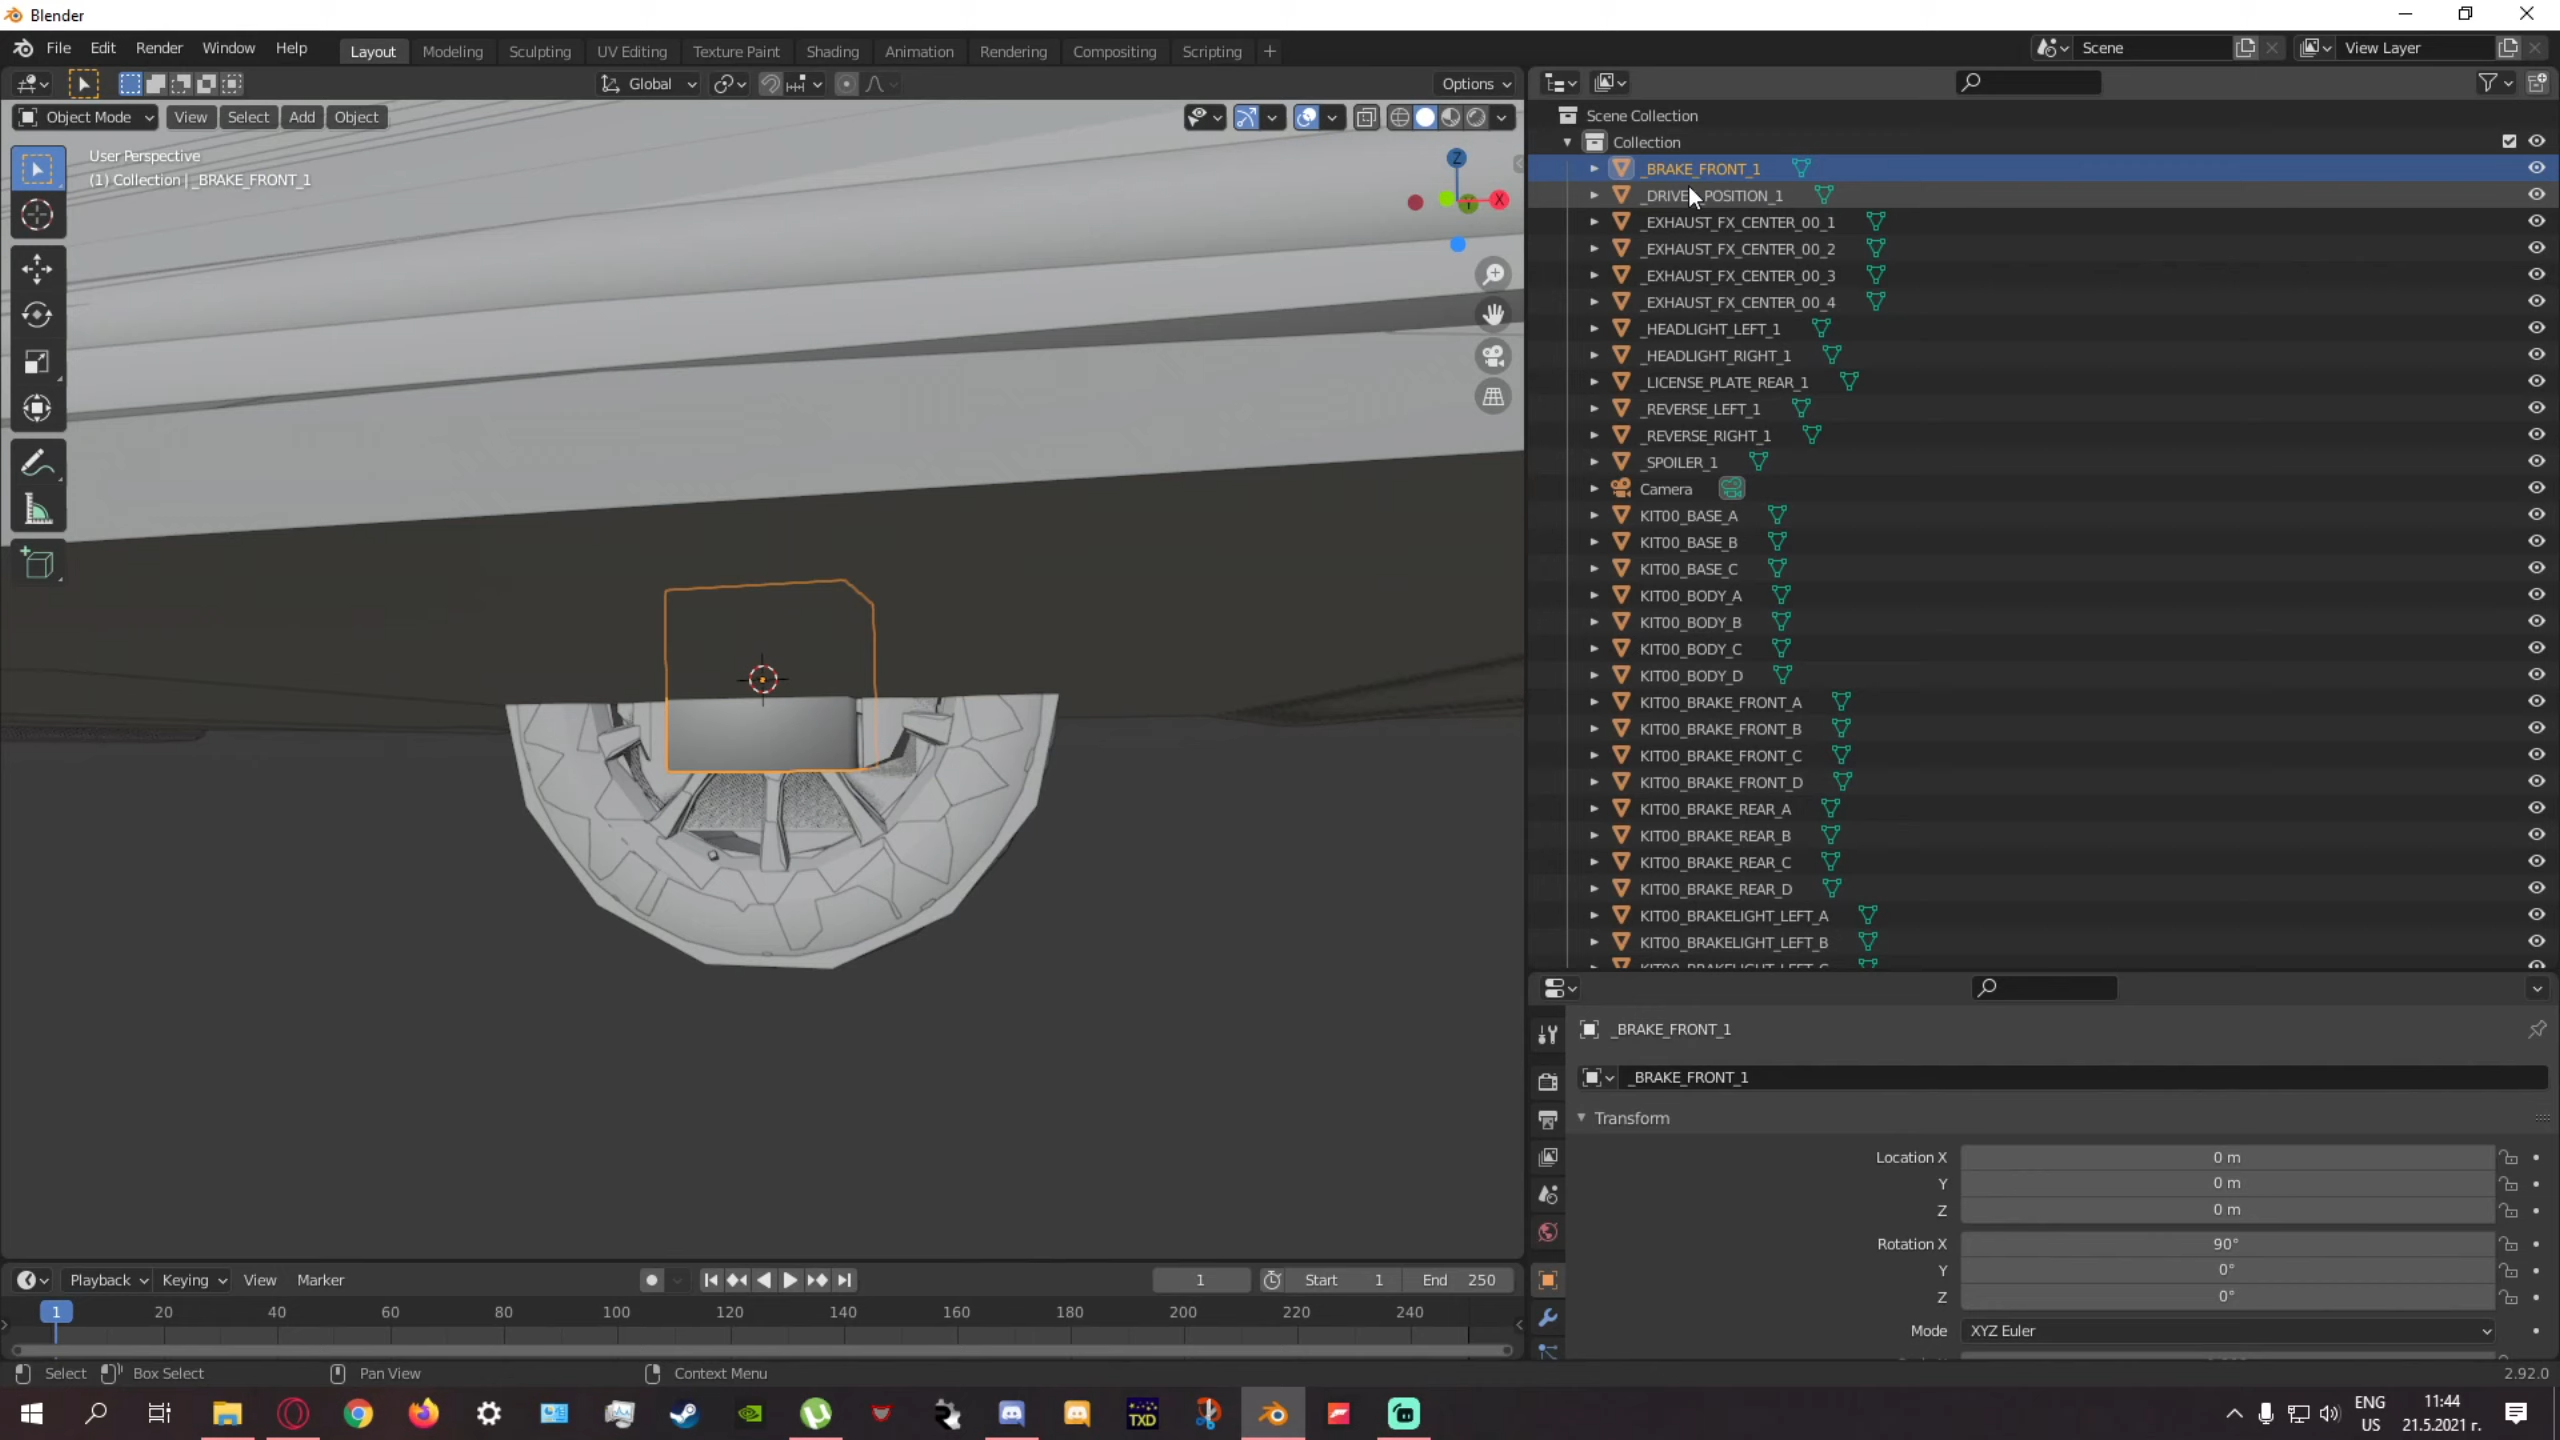 Blender
File Edit Render Window Help Layout Modeling Sculpting UV Editing Texture Paint Shading Animation Rendering Compositing Scripting + Scene View Layer
Global Options
Object Mode View Select Add Object
User Perspective
(1) Collection | _BRAKE_FRONT_1
Z
X
Y
Scene Collection
Collection
_BRAKE_FRONT_1
_EXHAUST_FX_CENTER_00_1
_EXHAUST_FX_CENTER_00_2
_EXHAUST_FX_CENTER_00_3
_EXHAUST_FX_CENTER_00_4
_HEADLIGHT_LEFT_1
_HEADLIGHT_RIGHT_1
_LICENSE_PLATE_REAR_1
_REVERSE_LEFT_1
_REVERSE_RIGHT_1
_SPOILER_1
Camera
KIT00_BASE_A
KIT00_BASE_B
KIT00_BASE_C
KIT00_BODY_A
KIT00_BODY_B
KIT00_BODY_C
KIT00_BODY_D
KIT00_BRAKE_FRONT_A
KIT00_BRAKE_FRONT_B
KIT00_BRAKE_FRONT_C
KIT00_BRAKE_FRONT_D
KIT00_BRAKE_REAR_A
KIT00_BRAKE_REAR_B
KIT00_BRAKE_REAR_C
KIT00_BRAKE_REAR_D
KIT00_BRAKELIGHT_LEFT_A
KIT00_BRAKELIGHT_LEFT_B
_BRAKE_FRONT_1
_BRAKE_FRONT_1
Transform
Location X 0 m
Y 0 m
Z 0 m
Rotation X 90°
Y 0°
Z 0°
Mode XYZ Euler
Playback Keying View Marker 1 Start 1 End 250
1 20 40 60 80 100 120 140 160 180 200 220 240
Select Box Select Pan View Context Menu 2.92.0
TXD
ENG
US
11:44
21.5.2021 г.